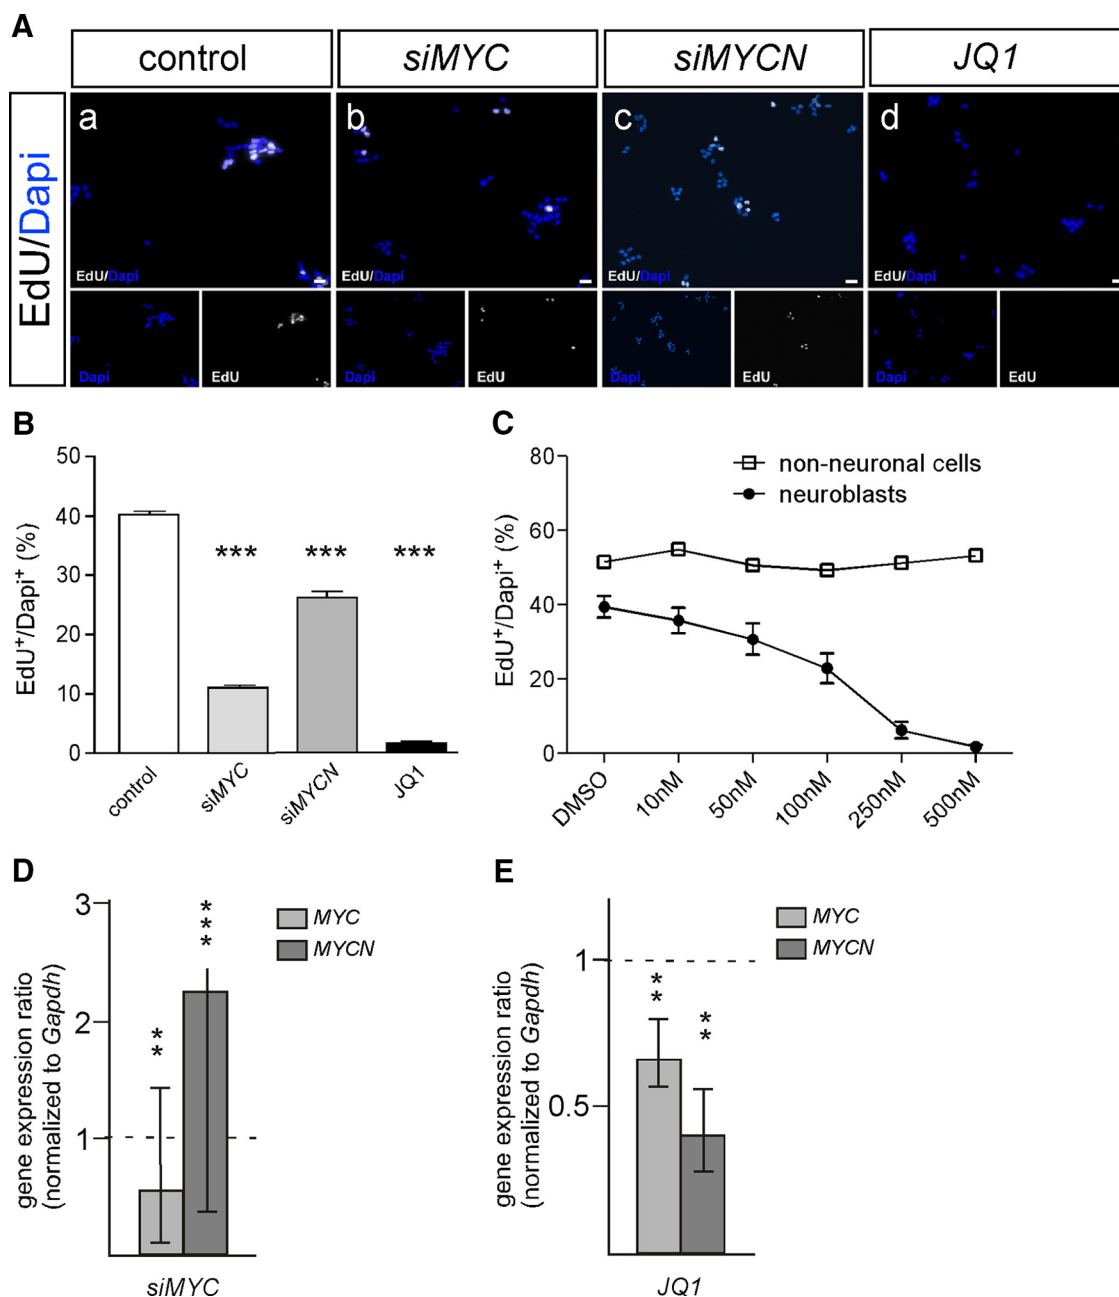 A
control
siMYC
siMYCN
JQ1
EdU/Dapi
a
b
c
d
EdU/Dapi
EdU/Dapi
EdU/Dapi
EdU/Dapi
Dapi
EdU
Dapi
EdU
Dapi
EdU
Dapi
EdU
B
EdU+/Dapi+ (%)
50
40
30
20
10
0
***
***
***
control
siMYC
siMYCN
JQ1
C
EdU+/Dapi+ (%)
80
60
40
20
0
non-neuronal cells
neuroblasts
DMSO
10nM
50nM
100nM
250nM
500nM
D
gene expression ratio
(normalized to Gapdh)
3
2
1
**
***
MYC
MYCN
siMYC
E
gene expression ratio
(normalized to Gapdh)
1
0.5
**
**
MYC
MYCN
JQ1